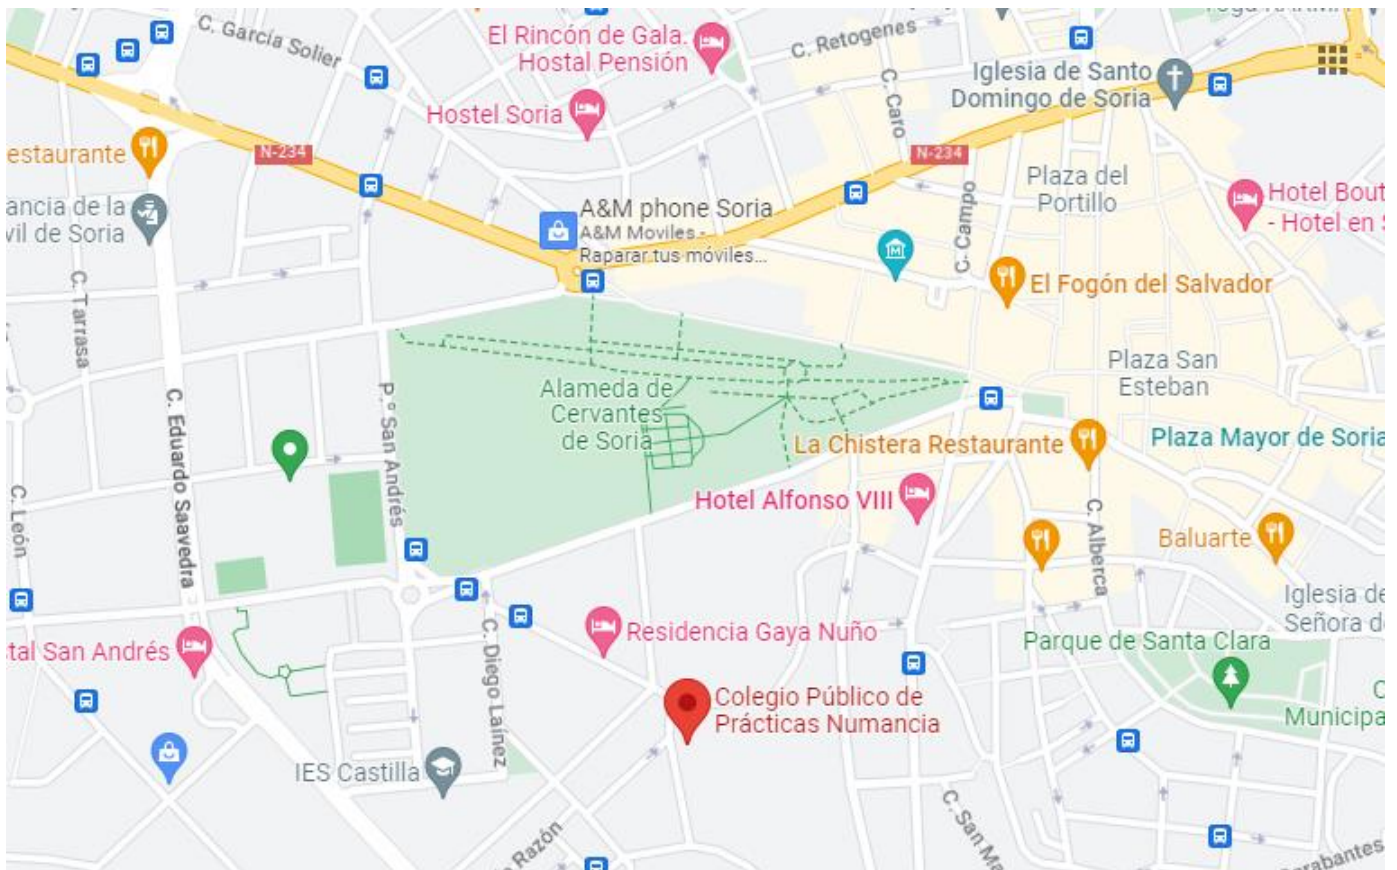 C. García Solier
El Rincón de Gala.
Hostal Pensión
C. Retogenes
C. Caro
Iglesia de Santo
Domingo de Soria
Hostel Soria
estaurante
N-234
N-234
ancia de la
vil de Soria
A&M phone Soria
A&M Moviles -
Raparar tus móviles...
Plaza del
Portillo
Hotel Bout
- Hotel en S
C. Campo
El Fogón del Salvador
C. Tarrasa
Plaza San
Esteban
Alameda de
Cervantes
de Soria
P.º San Andrés
C. Eduardo Saavedra
La Chistera Restaurante
Plaza Mayor de Soria
C. León
Hotel Alfonso VIII
C. Alberca
Baluarte
Iglesia de
Señora de
tal San Andrés
C. Diego Laínez
Residencia Gaya Nuño
Parque de Santa Clara
Colegio Público de
Prácticas Numancia
C
Municipa
IES Castilla
C. San Ma
Razón
arabantes